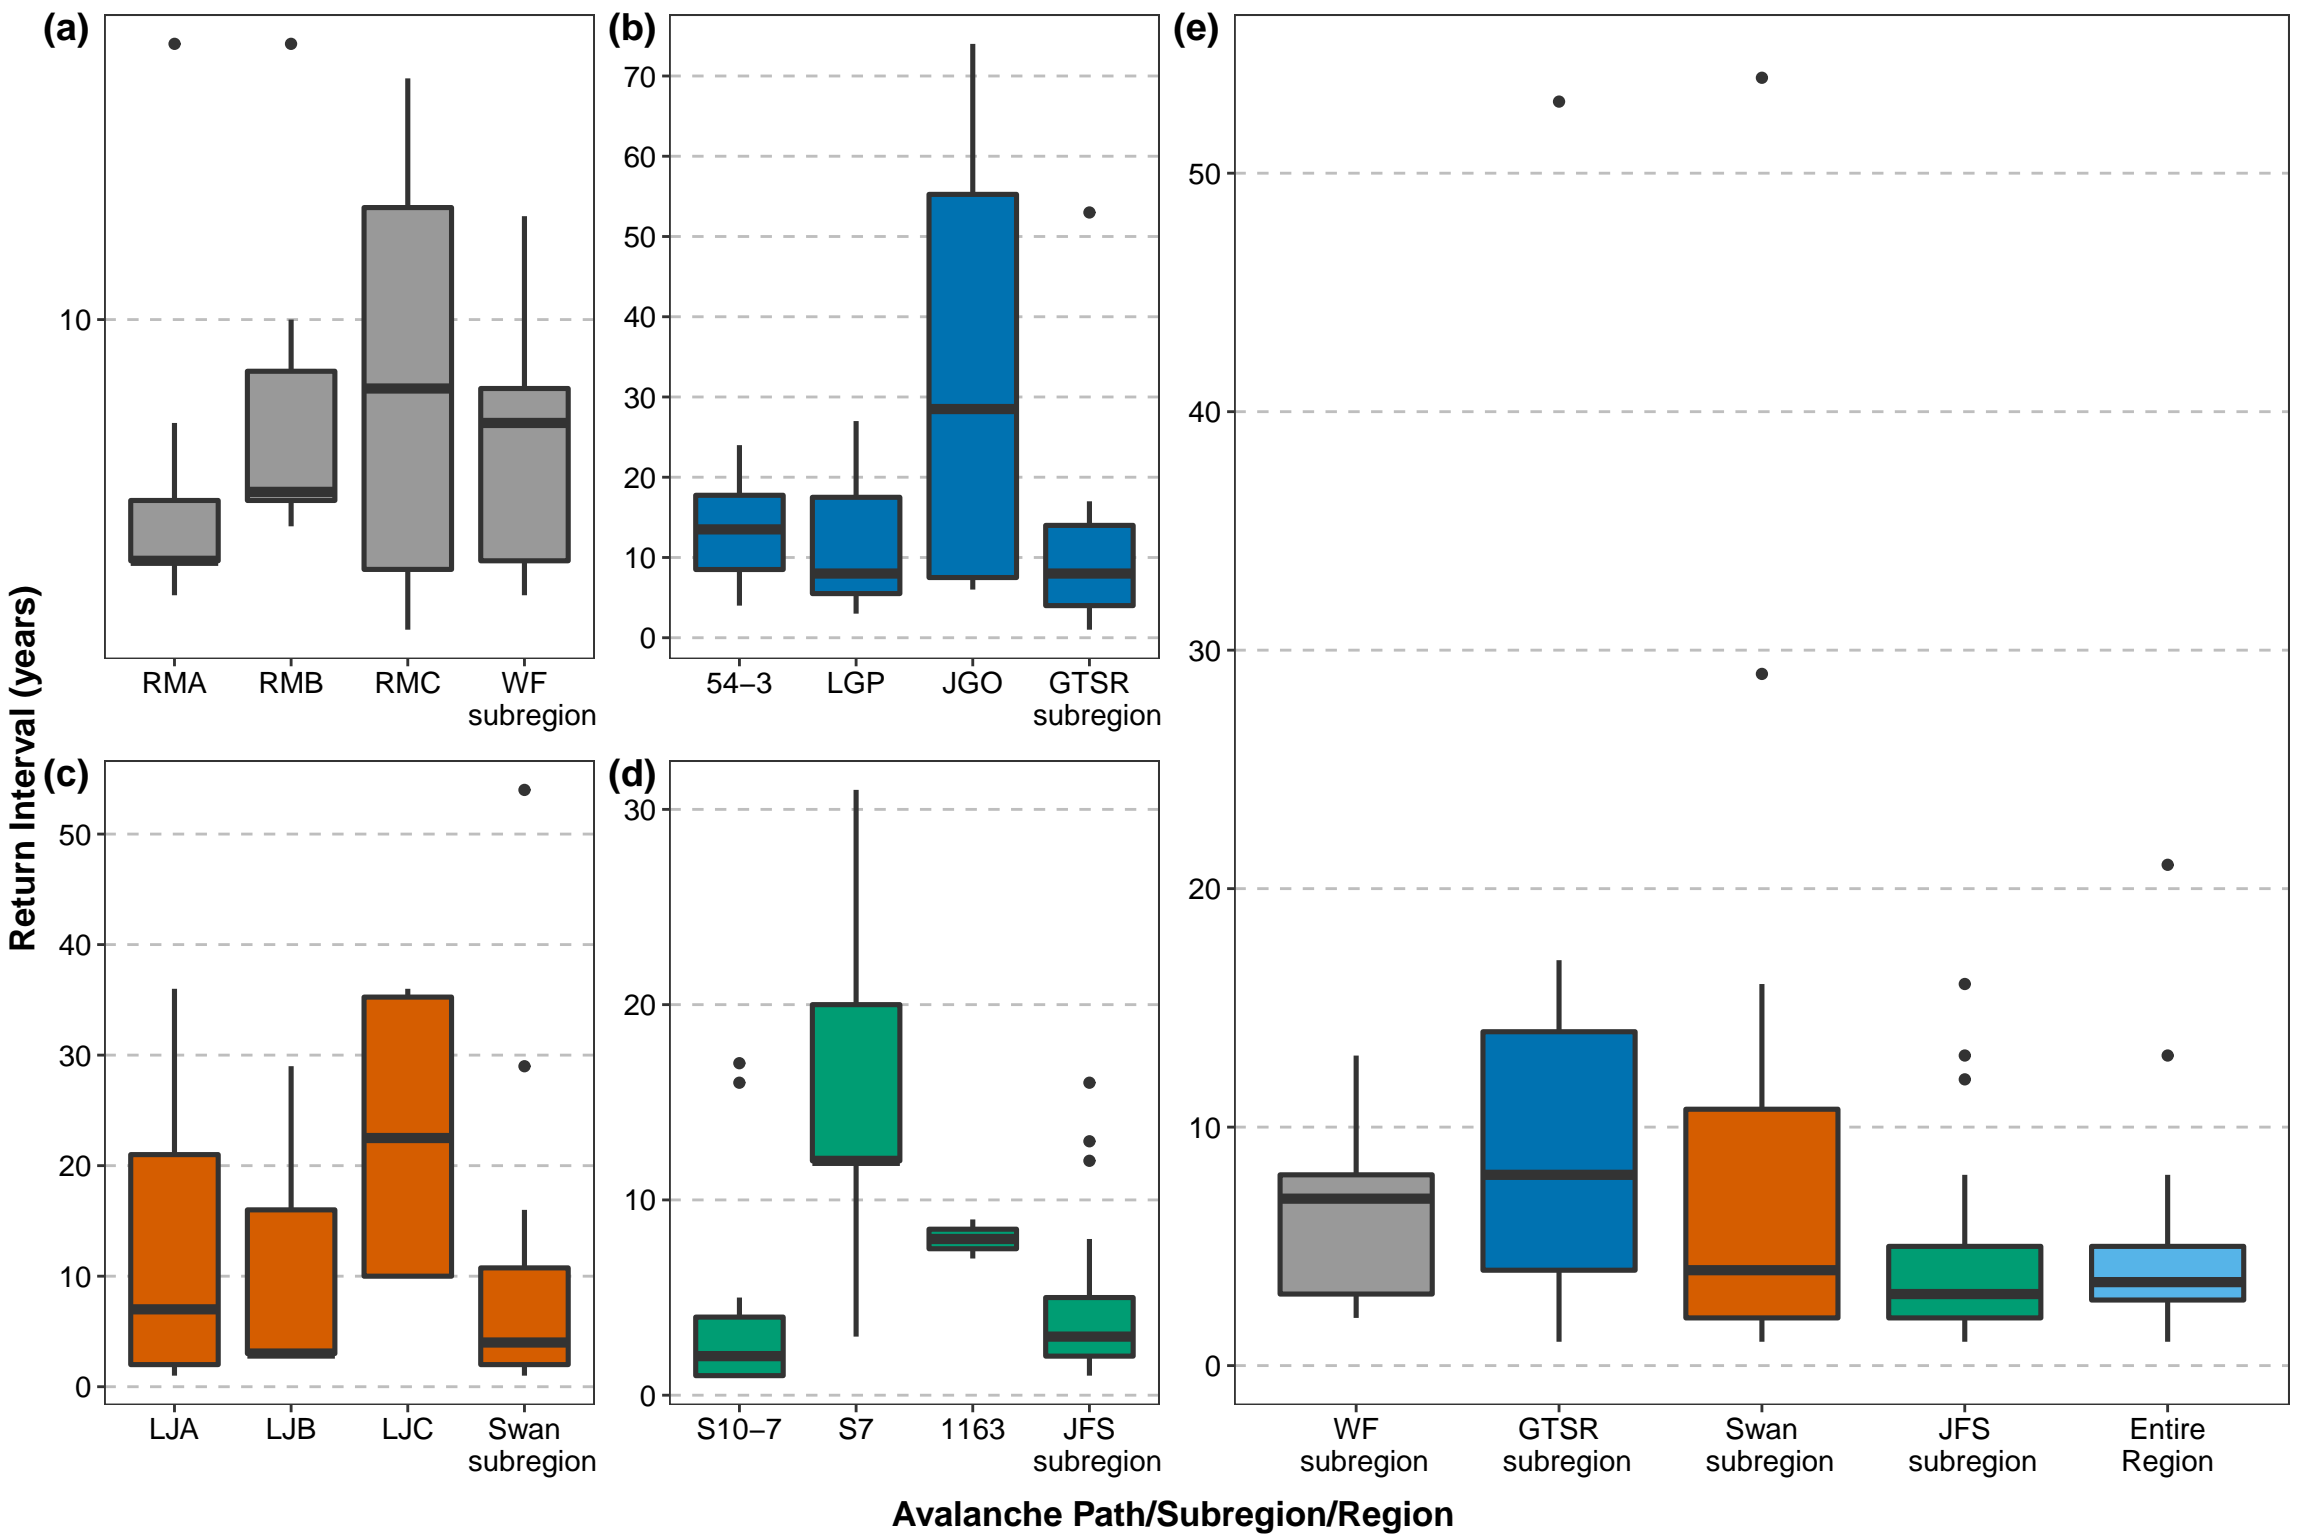 (a)
10
RMA RMB RMC WF
subregion
(b)
70
60
50
40
30
20
10
0
54–3 LGP JGO GTSR
subregion
(c)
50
40
30
20
10
0
LJA LJB LJC Swan
subregion
(d)
30
20
10
0
S10–7 S7 1163 JFS
subregion
(e)
50
40
30
20
10
0
WF GTSR Swan JFS Entire
subregion subregion subregion subregion Region
Return Interval (years)
Avalanche Path/Subregion/Region